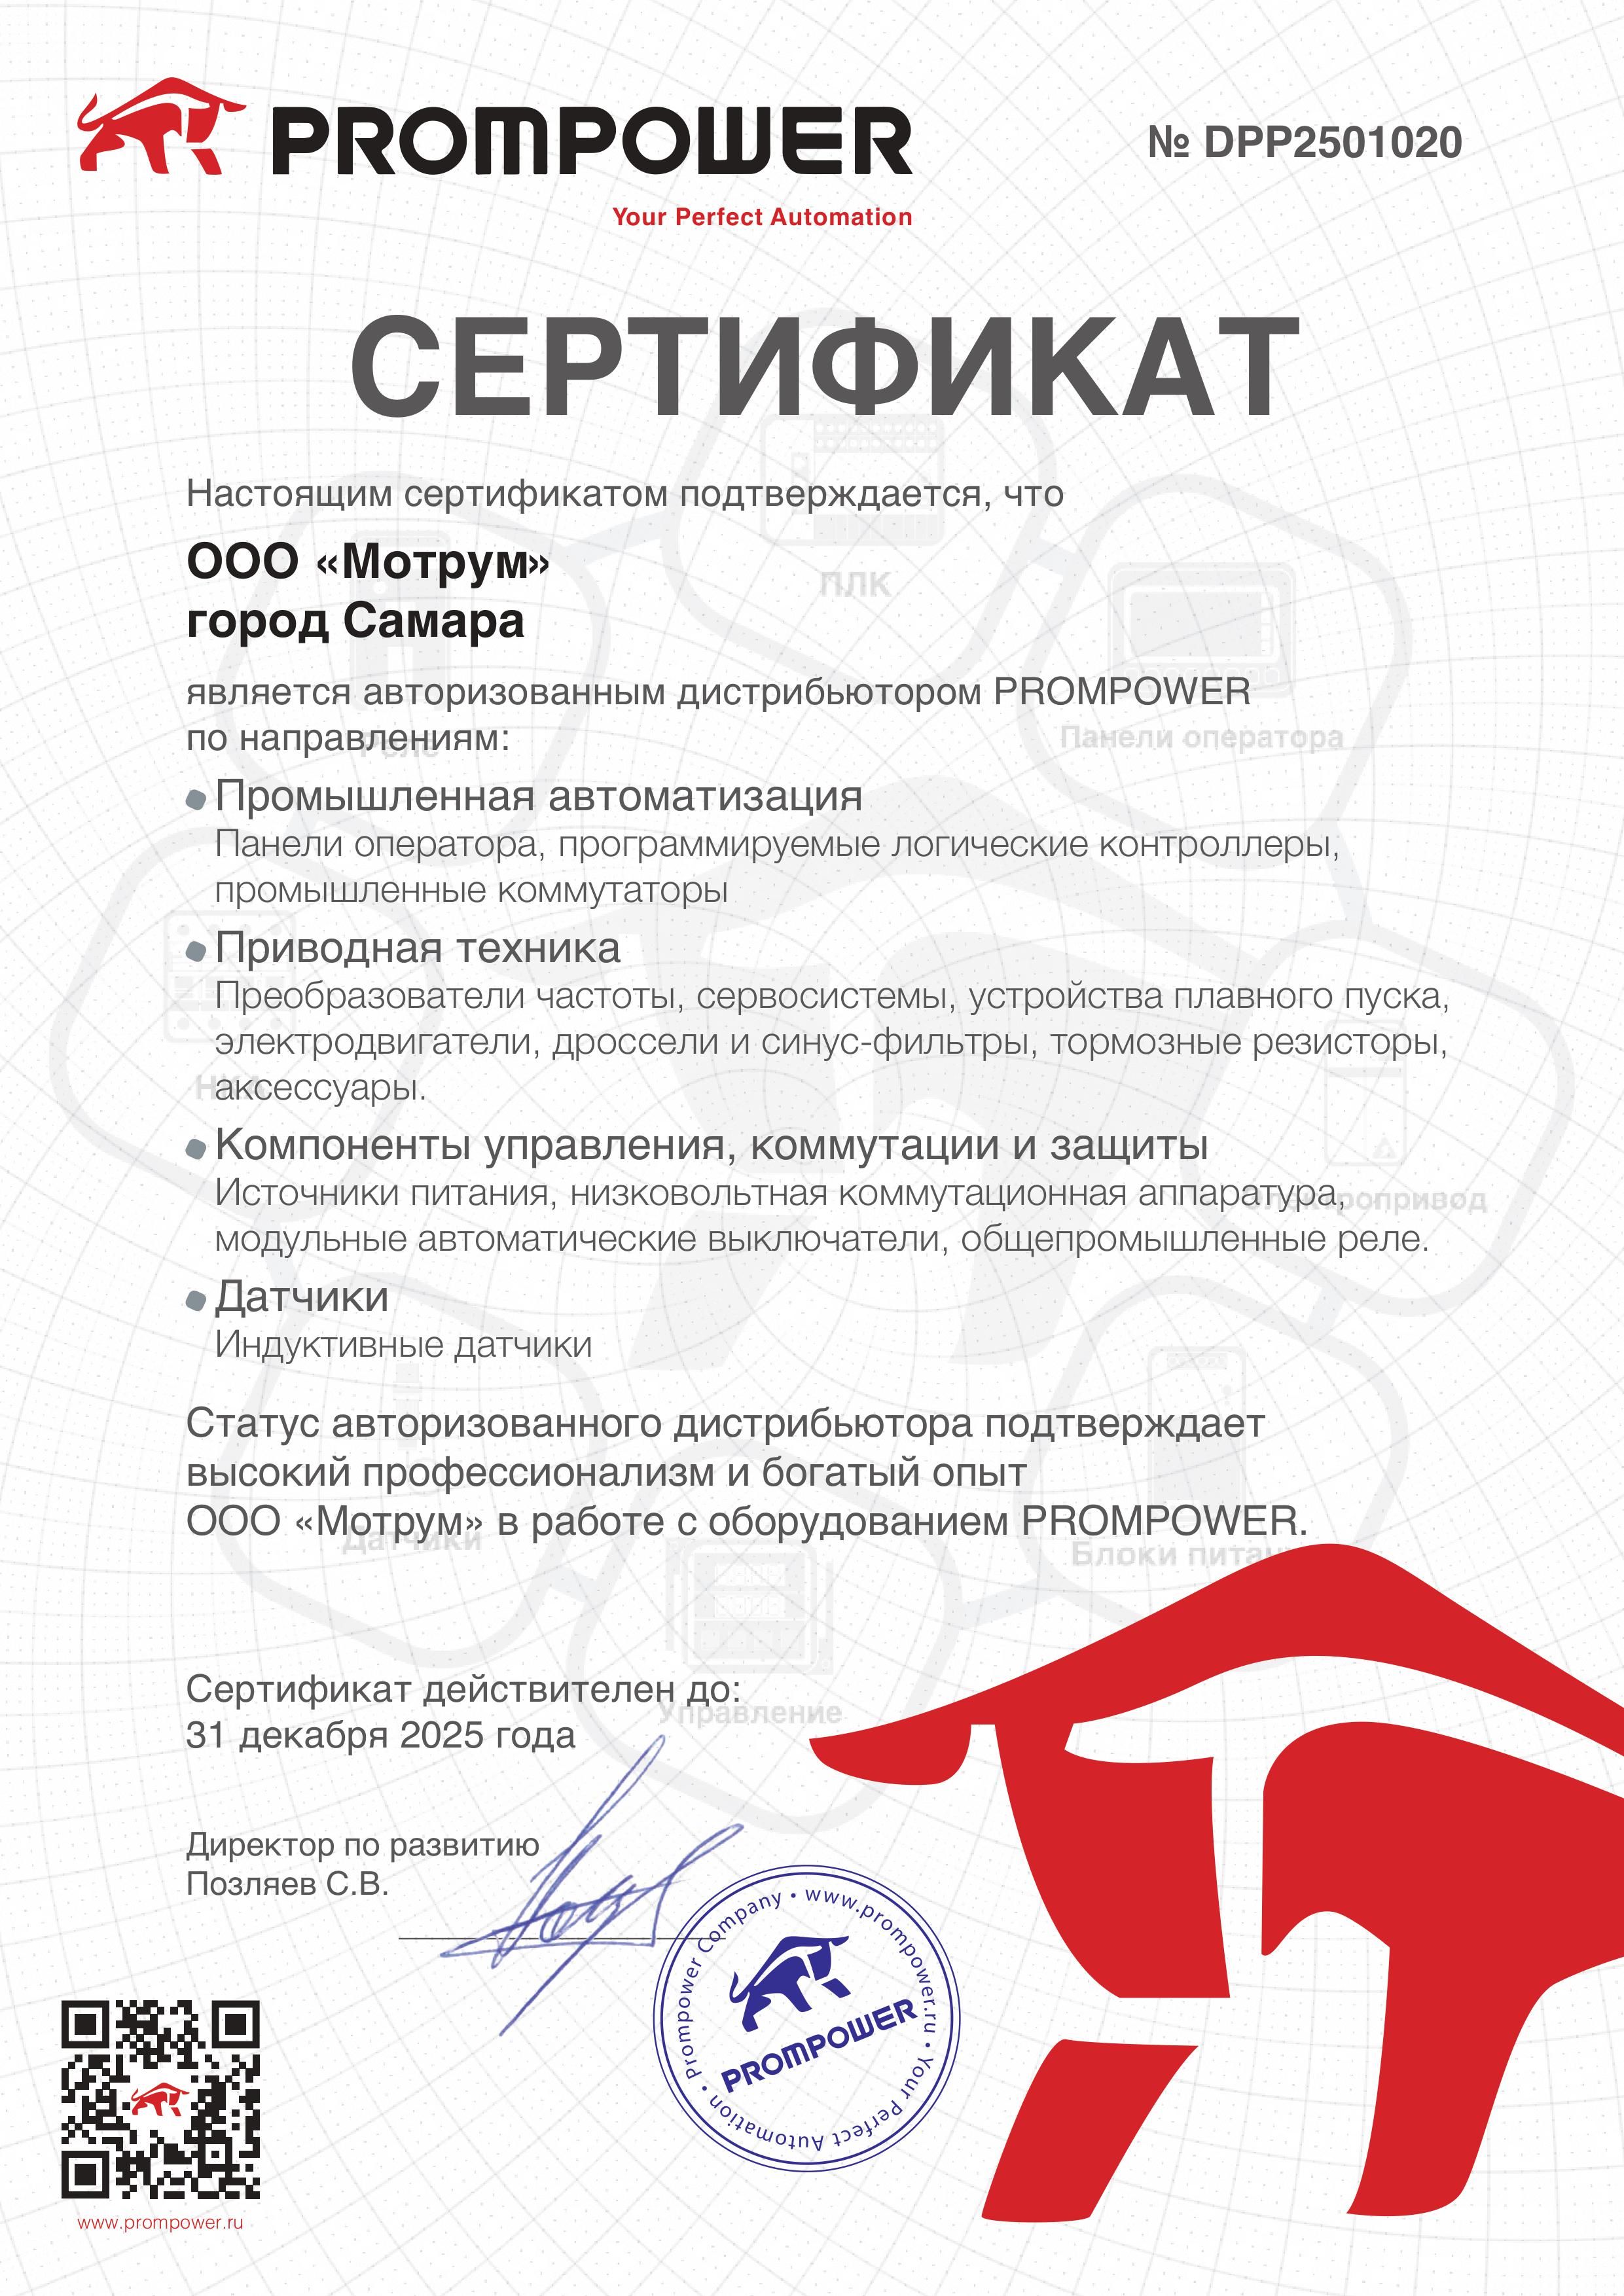 PROMPOWER
№ DPP2501020
Your Perfect Automation
СЕРТИФИКАТ
Настоящим сертификатом подтверждается, что
ООО «Мотрум»
город Самара
является авторизованным дистрибьютором PROMPOWER
по направлениям:
Промышленная автоматизация
Панели оператора, программируемые логические контроллеры,
промышленные коммутаторы
Приводная техника
Преобразователи частоты, сервосистемы, устройства плавного пуска,
электродвигатели, дроссели и синус-фильтры, тормозные резисторы,
аксессуары.
Компоненты управления, коммутации и защиты
Источники питания, низковольтная коммутационная аппаратура,
модульные автоматические выключатели, общепромышленные реле.
Датчики
Индуктивные датчики
Статус авторизованного дистрибьютора подтверждает
высокий профессионализм и богатый опыт
ООО «Мотрум» в работе с оборудованием PROMPOWER.
Сертификат действителен до:
31 декабря 2025 года
Директор по развитию
Позляев С.В.
Prompower Company • www.prompower.ru • Your Perfect Automation •
PROMPOWER
www.prompower.ru
ПЛК
Панели оператора
Реле
Электропривод
Датчики
Управление